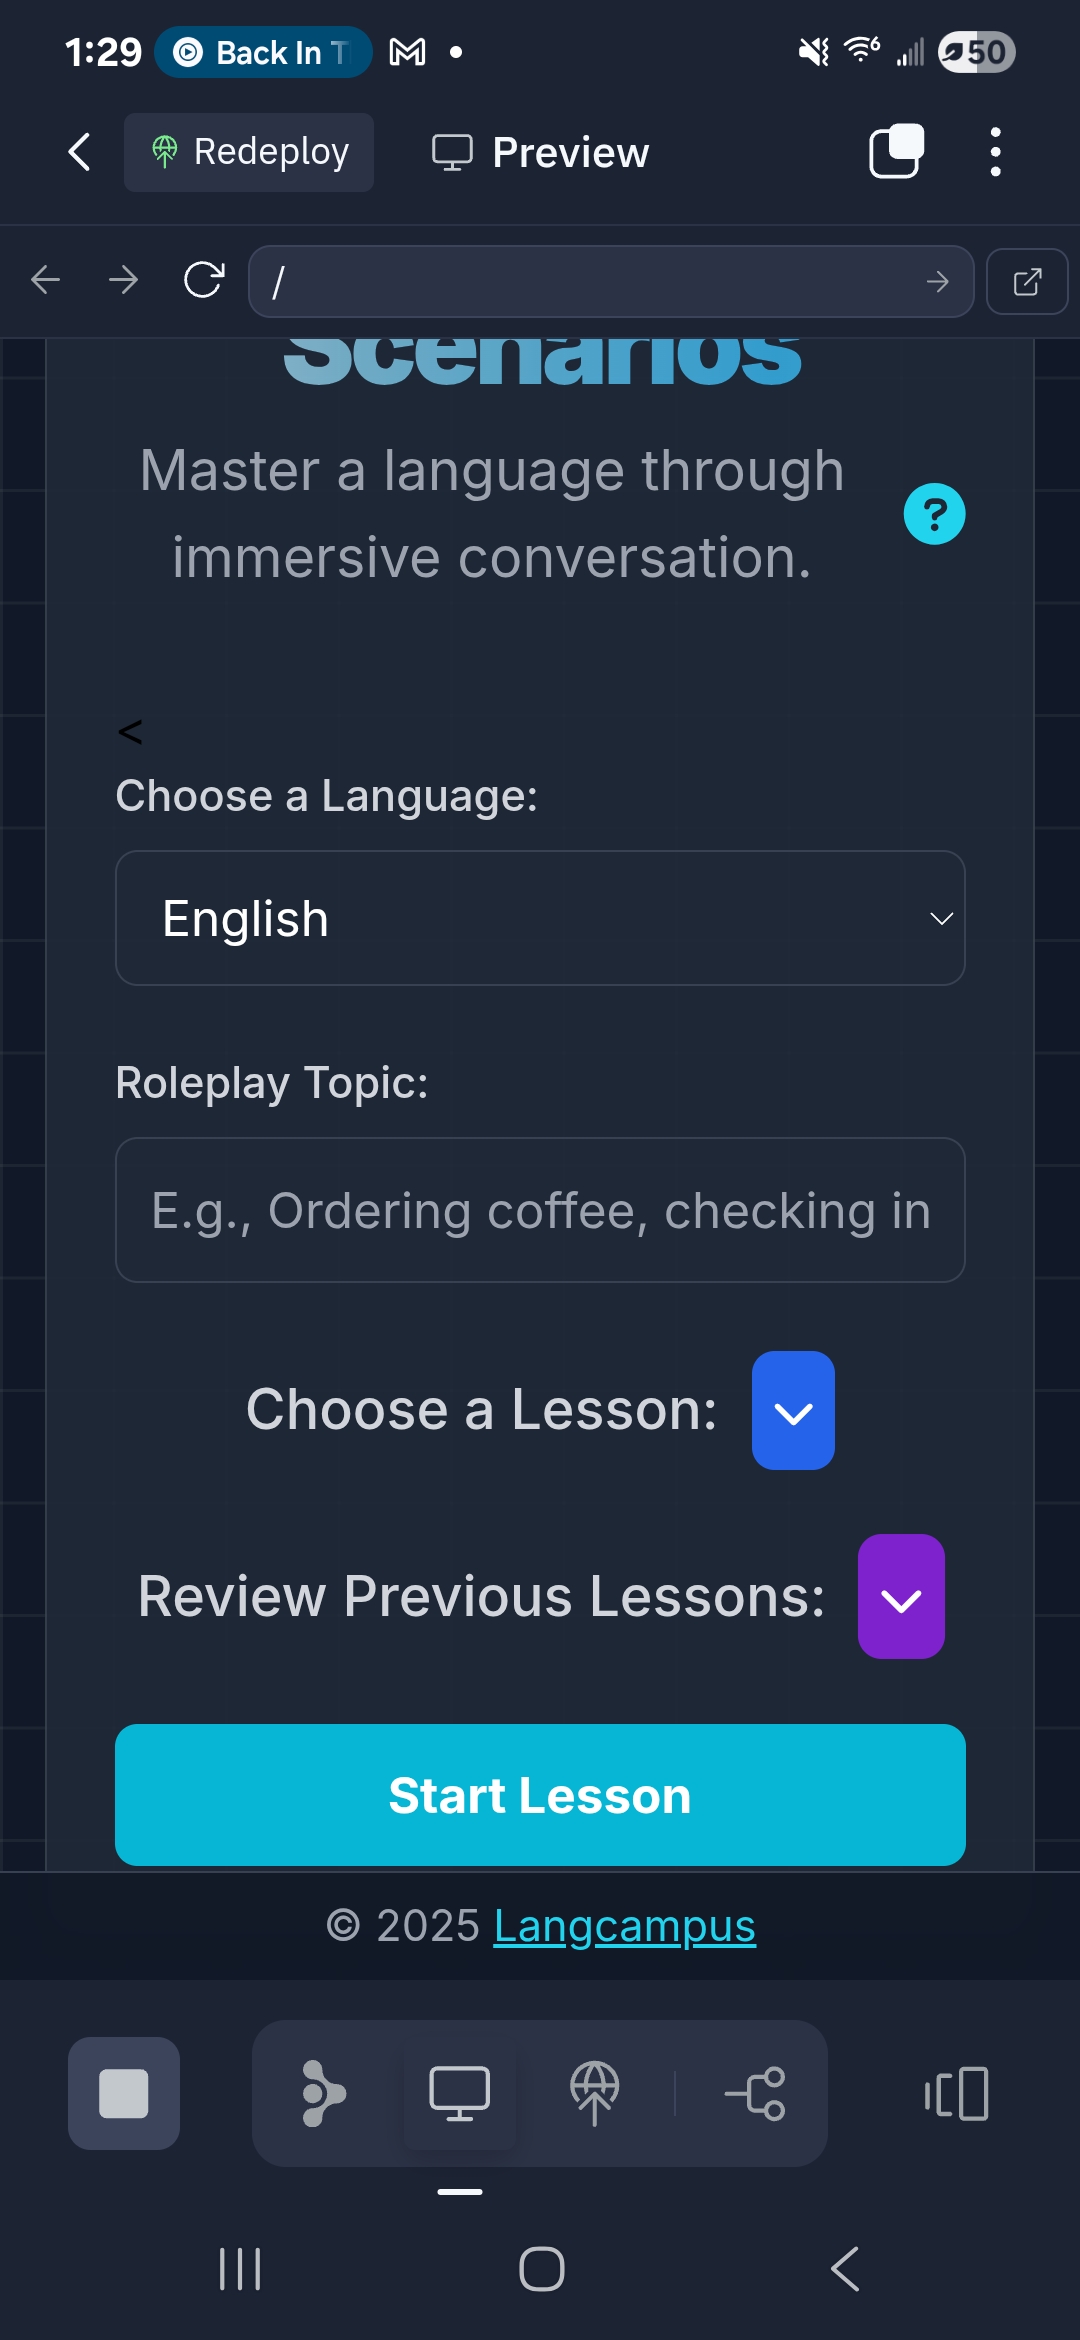 1:29 Back In T 6 50
Redeploy Preview
/
Scenarios
Master a language through
immersive conversation.
?
<
Choose a Language:
English
Roleplay Topic:
E.g., Ordering coffee, checking in
Choose a Lesson:
Review Previous Lessons:
Start Lesson
© 2025 Langcampus